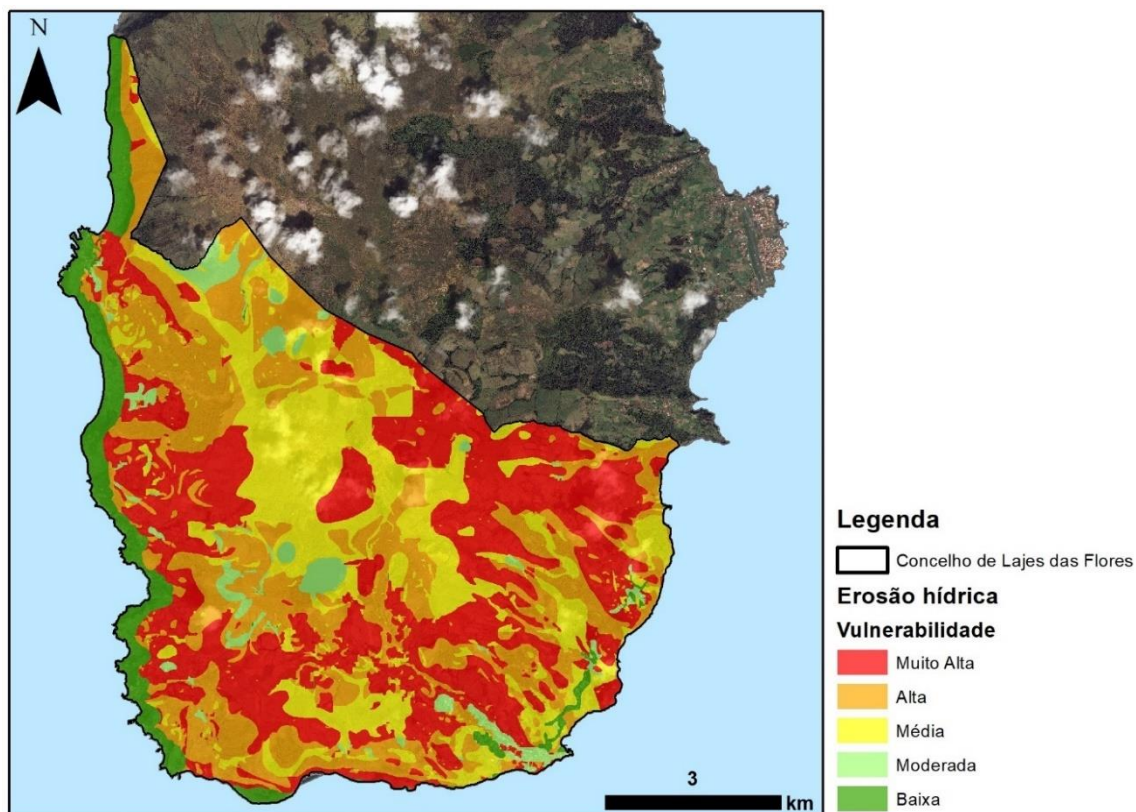 N
3
km
Legenda
Concelho de Lajes das Flores
Erosão hídrica
Vulnerabilidade
Muito Alta
Alta
Média
Moderada
Baixa